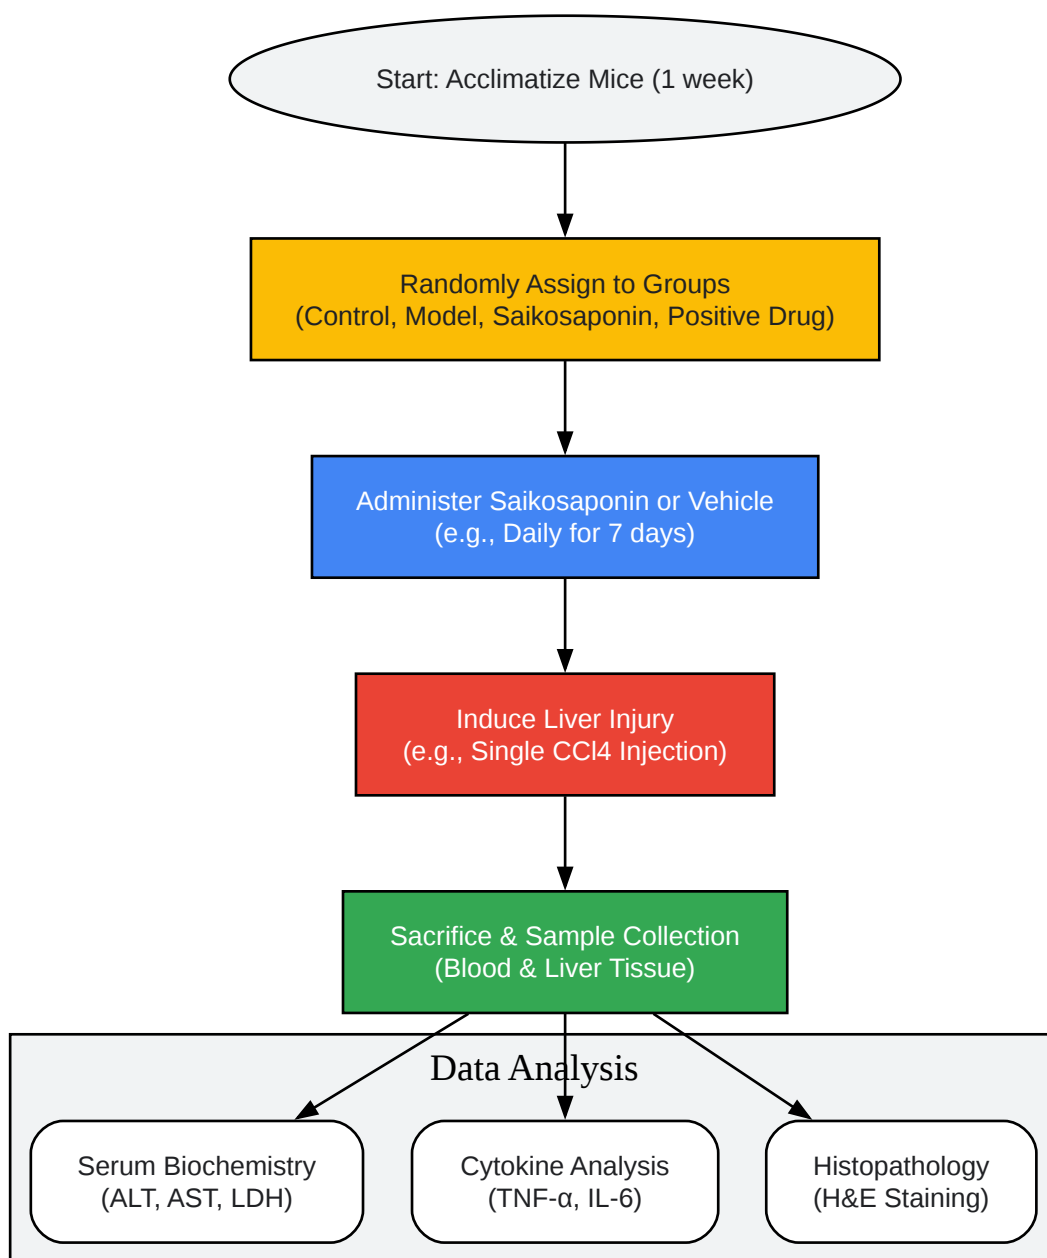 Start: Acclimatize Mice (1 week)
Randomly Assign to Groups
(Control, Model, Saikosaponin, Positive Drug)
Administer Saikosaponin or Vehicle
(e.g., Daily for 7 days)
Induce Liver Injury
(e.g., Single CCl4 Injection)
Sacrifice & Sample Collection
(Blood & Liver Tissue)
Data Analysis
Serum Biochemistry
(ALT, AST, LDH)
Cytokine Analysis
(TNF-α, IL-6)
Histopathology
(H&E Staining)